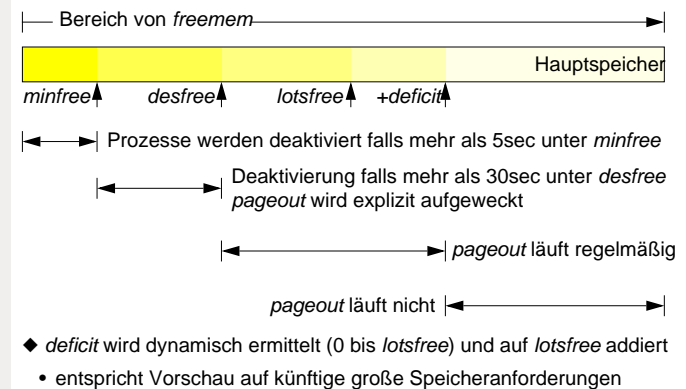 Bereich von freemem
Hauptspeicher
minfree desfree lotsfree +deficit
Prozesse werden deaktiviert falls mehr als 5sec unter minfree
Deaktivierung falls mehr als 30sec unter desfree
pageout wird explizit aufgeweckt
pageout läuft regelmäßig
pageout läuft nicht
◆ deficit wird dynamisch ermittelt (0 bis lotsfree) und auf lotsfree addiert
• entspricht Vorschau auf künftige große Speicheranforderungen